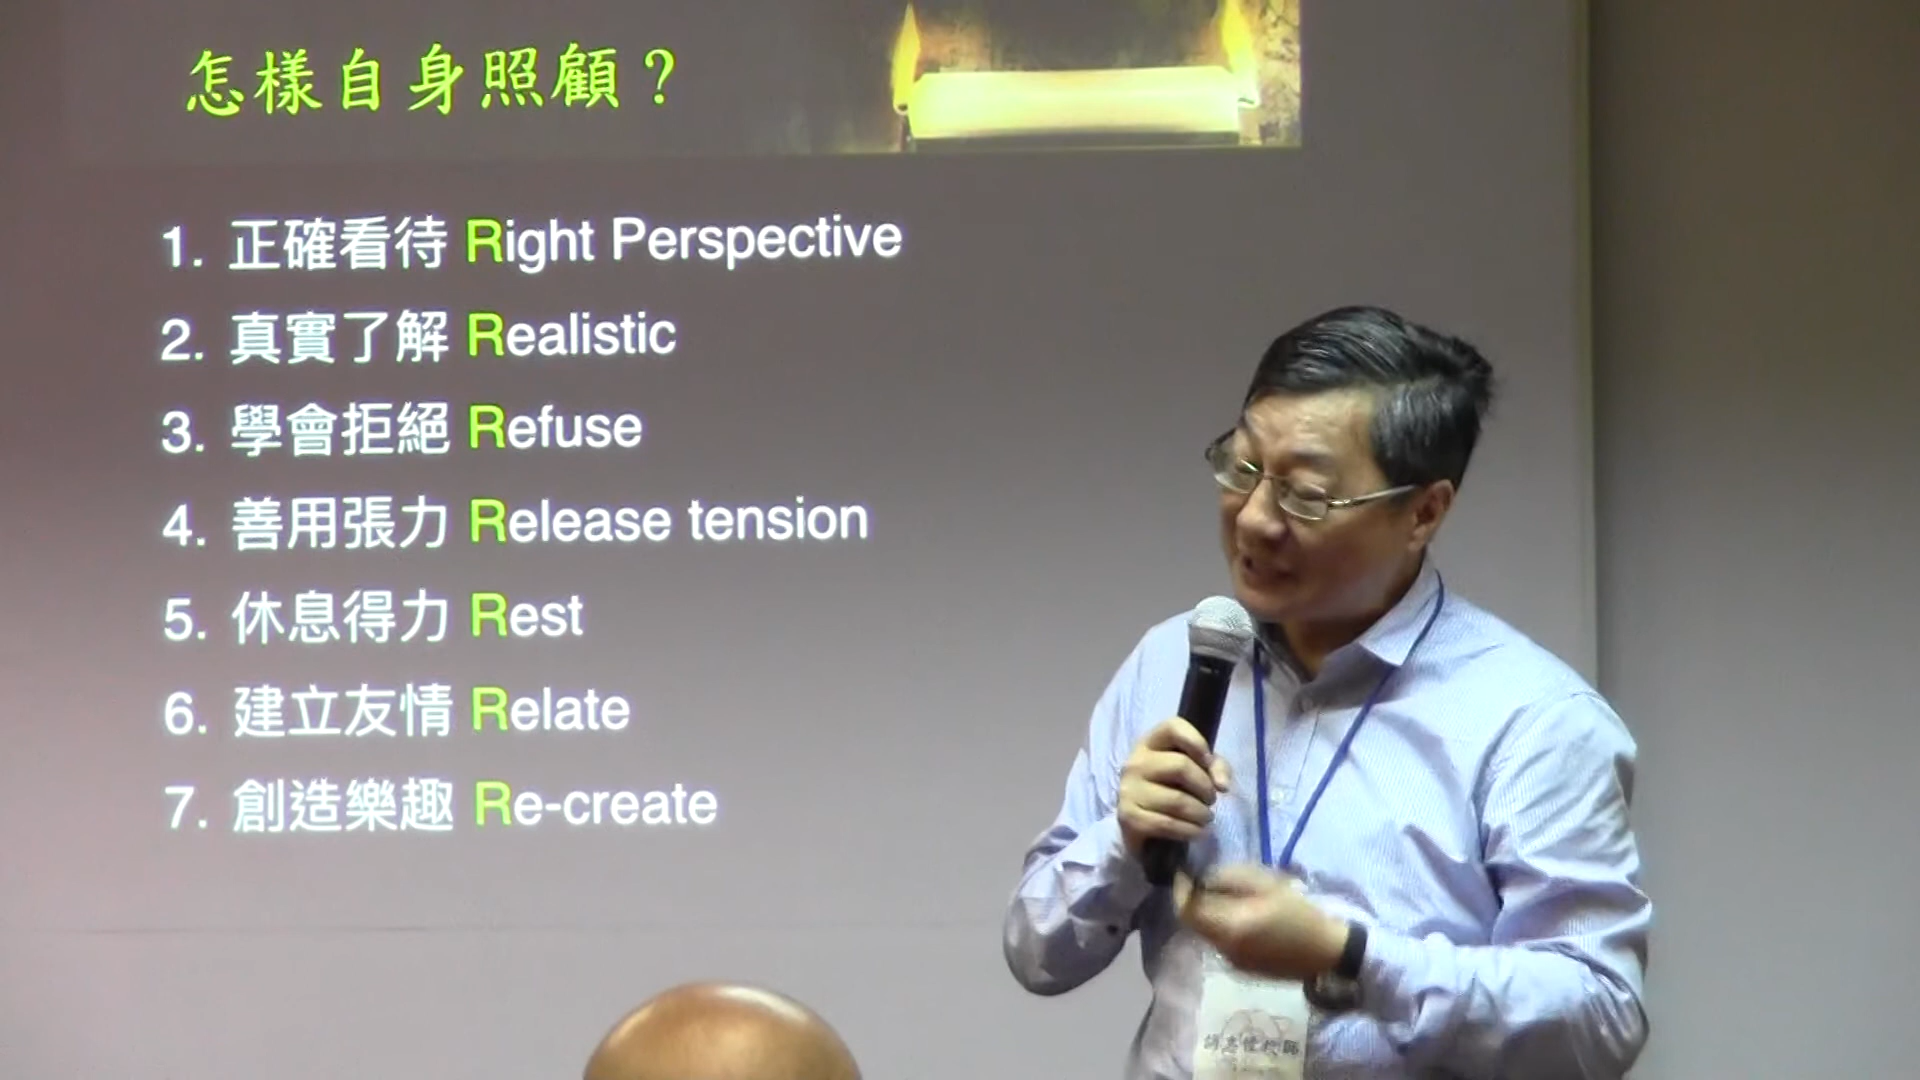 怎樣自身照顧？
1. 正確看待 Right Perspective
2. 真實了解 Realistic
3. 學會拒絕 Refuse
4. 善用張力 Release tension
5. 休息得力 Rest
6. 建立友情 Relate
7. 創造樂趣 Re-create